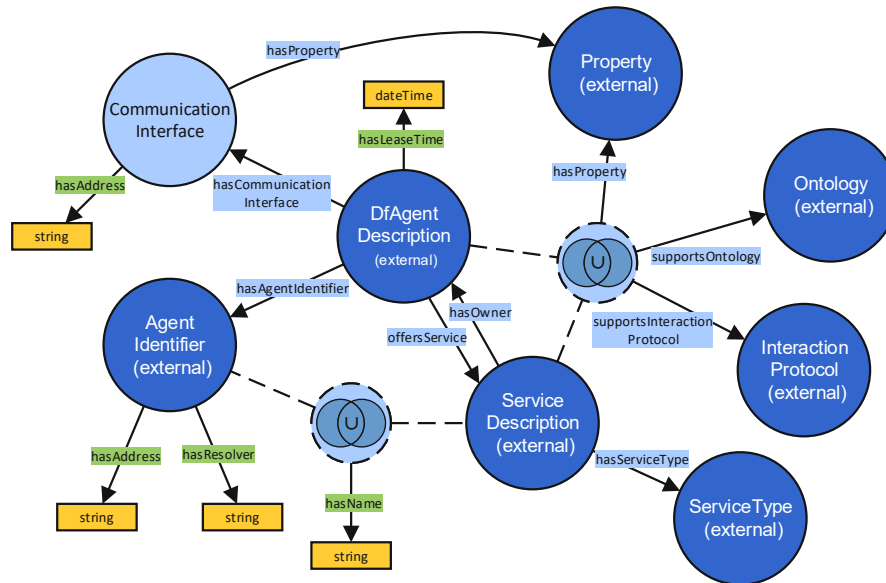 hasProperty
Property
(external)
dateTime
Communication
Interface
hasLeaseTime
hasAddress
hasCommunication
Interface
hasProperty
Ontology
(external)
DfAgent
Description
(external)
string
U
supportsOntology
hasAgentIdentifier
hasOwner
supportsInteraction
Protocol
Agent
Identifier
(external)
offersService
Interaction
Protocol
(external)
Service
Description
(external)
U
hasAddress
hasResolver
hasServiceType
hasName
ServiceType
(external)
string
string
string